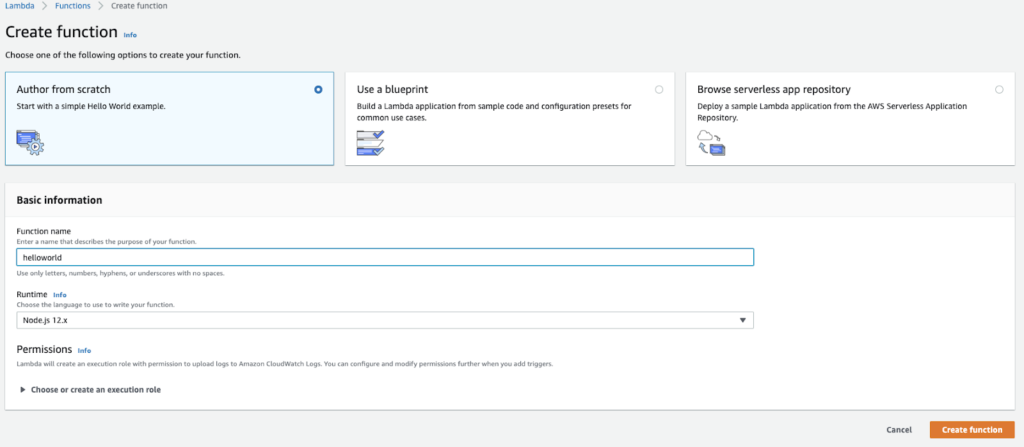 Lambda > Functions > Create function
Create function Info
Choose one of the following options to create your function.
Author from scratch
Start with a simple Hello World example.
Use a blueprint
Build a Lambda application from sample code and configuration presets for
common use cases.
Browse serverless app repository
Deploy a sample Lambda application from the AWS Serverless Application
Repository.
Basic information
Function name
Enter a name that describes the purpose of your function.
helloworld
Use only letters, numbers, hyphens, or underscores with no spaces.
Runtime Info
Choose the language to use to write your function.
Node.js 12.x
Permissions Info
Lambda will create an execution role with permission to upload logs to Amazon CloudWatch Logs. You can configure and modify permissions further when you add triggers.
Choose or create an execution role
Cancel
Create function